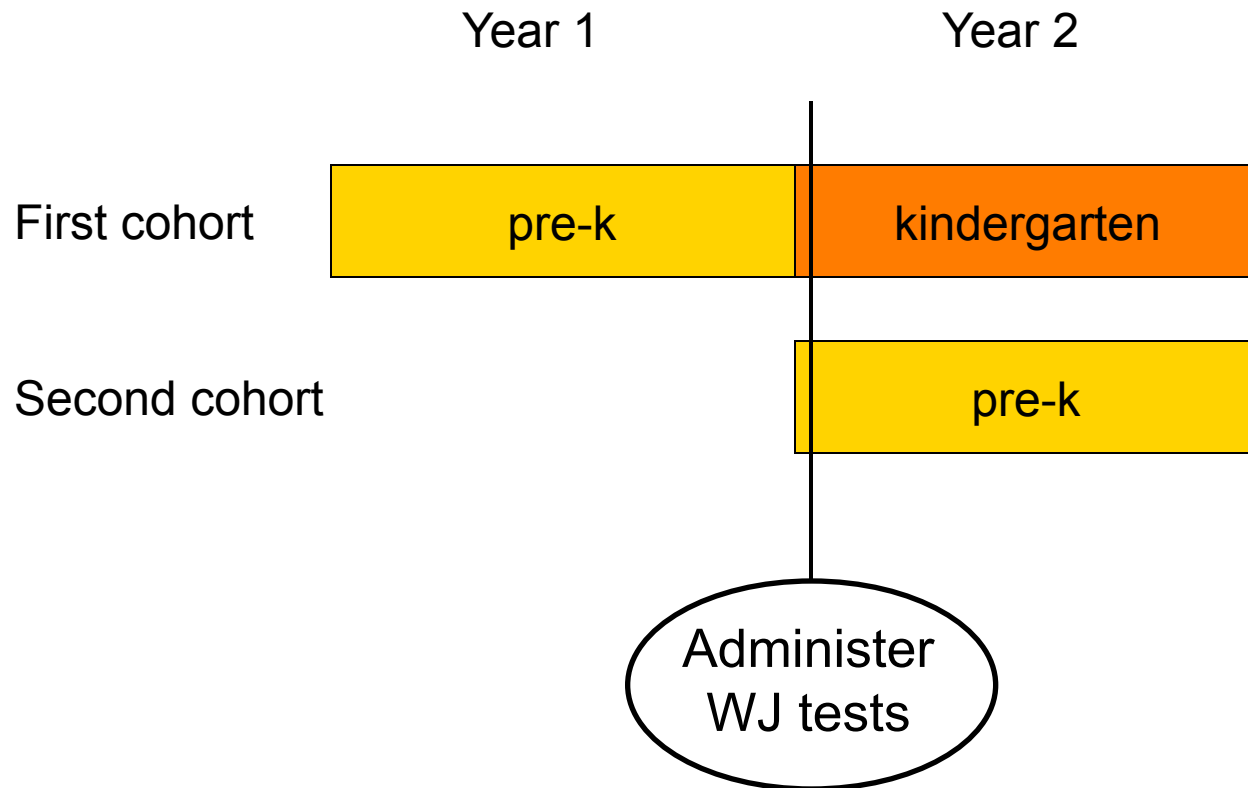 Year 1 Year 2
First cohort pre-k kindergarten
Second cohort pre-k
Administer
WJ tests